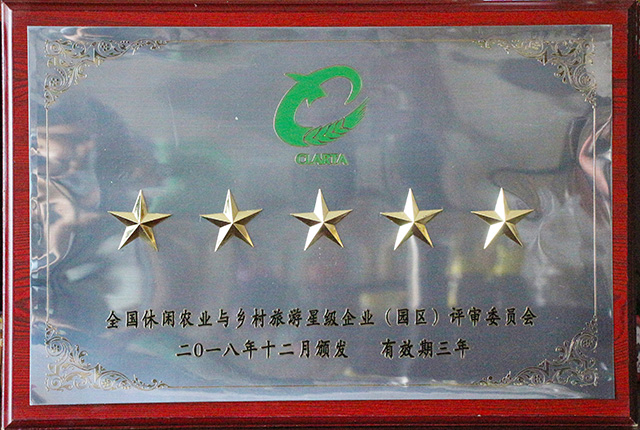 CLARTA
全国休闲农业与乡村旅游星级企业（园区）评审委员会
二〇一八年十二月颁发 有效期三年